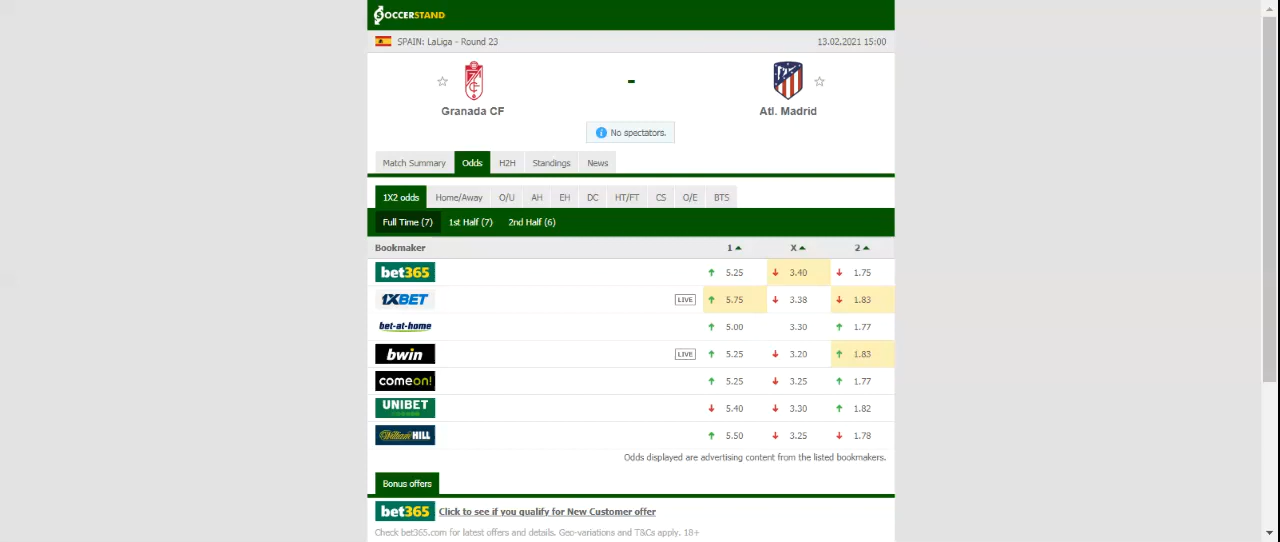 SOCCERSTAND
SPAIN: LaLiga - Round 23 13.02.2021 15:00
-
Granada CF Atl. Madrid
No spectators.
Match Summary Odds H2H Standings News
1X2 odds Home/Away O/U AH EH DC HT/FT CS O/E BTS
Full Time (7) 1st Half (7) 2nd Half (6)
Bookmaker 1 X 2
bet365 5.25 3.40 1.75
1XBET LIVE 5.75 3.38 1.83
bet-at-home 5.00 3.30 1.77
bwin LIVE 5.25 3.20 1.83
comeon! 5.25 3.25 1.77
UNIBET 5.40 3.30 1.82
William HILL 5.50 3.25 1.78
Odds displayed are advertising content from the listed bookmakers.
Bonus offers
bet365 Click to see if you qualify for New Customer offer
Check bet365.com for latest offers and details. Geo-variations and T&Cs apply. 18+